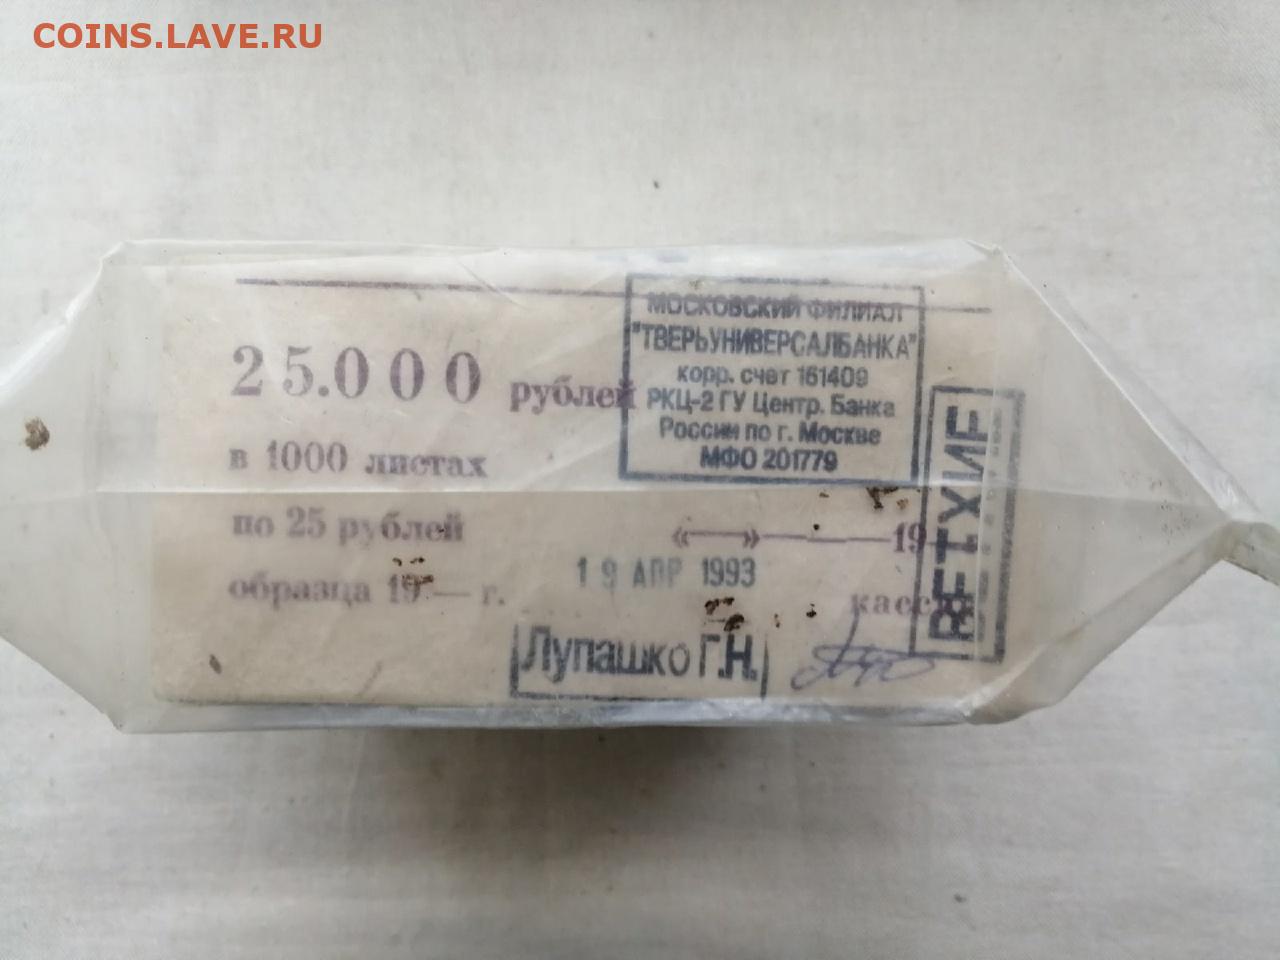 COINS.LAVE.RU
25.000 рублей
в 1000 листах
по 25 рублей
образца 19— г.
МОСКОВСКИЙ ФИЛИАЛ
"ТВЕРЬУНИВЕРСАЛБАНКА"
корр. счет 161409
РКЦ-2 ГУ Центр. Банка
России по г. Москве
МФО 201779
«—»———19
19 АПР 1993
кассир
Лупашко Г.Н.
ВЕТХИЕ